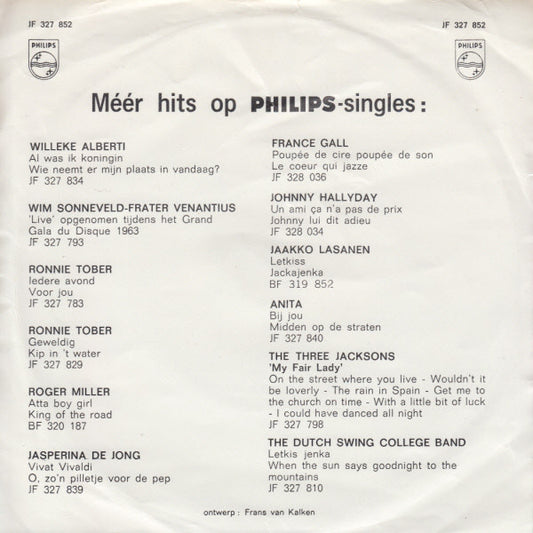 JF 327 852
JF 327 852
PHILIPS
PHILIPS
Méér hits op PHILIPS-singles:
WILLEKE ALBERTI
Al was ik koningin
Wie neemt er mijn plaats in vandaag?
JF 327 834
WIM SONNEVELD-FRATER VENANTIUS
'Live' opgenomen tijdens het Grand
Gala du Disque 1963
JF 327 793
RONNIE TOBER
Iedere avond
Voor jou
JF 327 783
RONNIE TOBER
Geweldig
Kip in 't water
JF 327 829
ROGER MILLER
Atta boy girl
King of the road
BF 320 187
JASPERINA DE JONG
Vivat Vivaldi
O, zo'n pilletje voor de pep
JF 327 839
FRANCE GALL
Poupée de cire poupée de son
Le coeur qui jazze
JF 328 036
JOHNNY HALLYDAY
Un ami ça n'a pas de prix
Johnny lui dit adieu
JF 328 034
JAAKKO LASANEN
Letkiss
Jackajenka
BF 319 852
ANITA
Bij jou
Midden op de straten
JF 327 840
THE THREE JACKSONS
'My Fair Lady'
On the street where you live - Wouldn't it
be loverly - The rain in Spain - Get me to
the church on time - With a little bit of luck
- I could have danced all night
JF 327 798
THE DUTCH SWING COLLEGE BAND
Letkis jenka
When the sun says goodnight to the
mountains
JF 327 810
ontwerp: Frans van Kalken